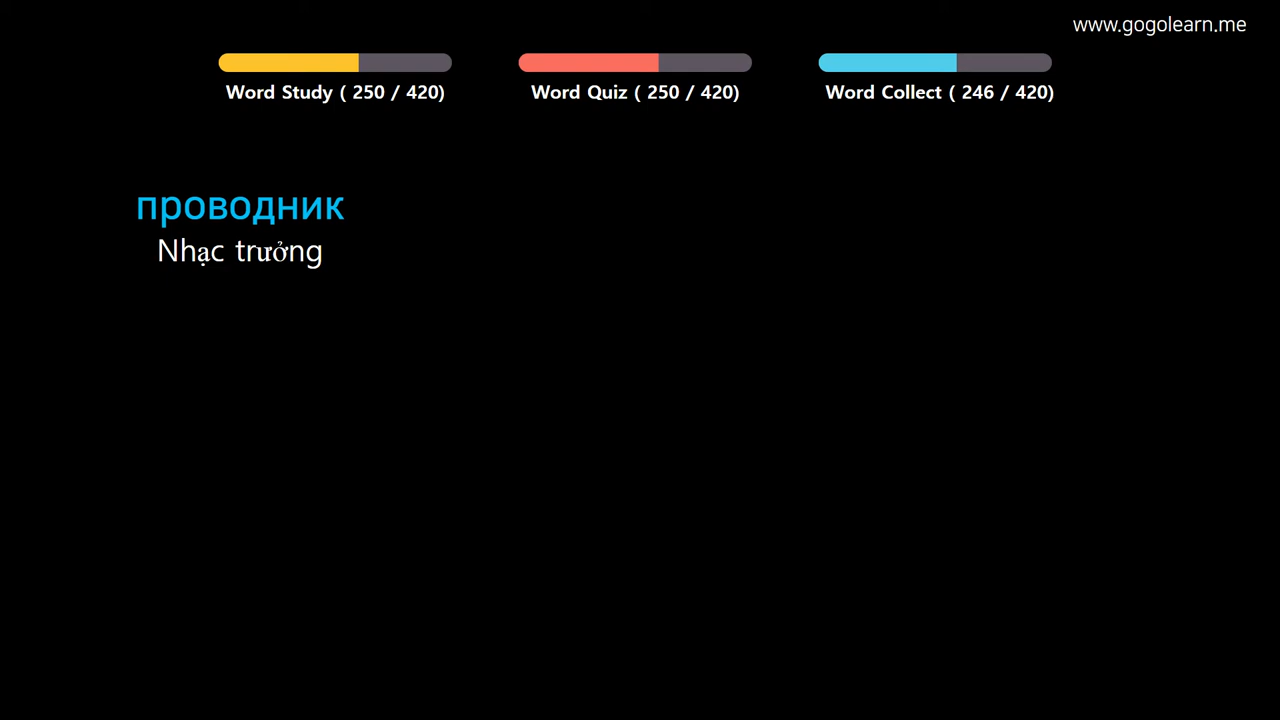 www.gogolearn.me
Word Study ( 250 / 420)
Word Quiz ( 250 / 420)
Word Collect ( 246 / 420)
проводник
Nhạc trưởng